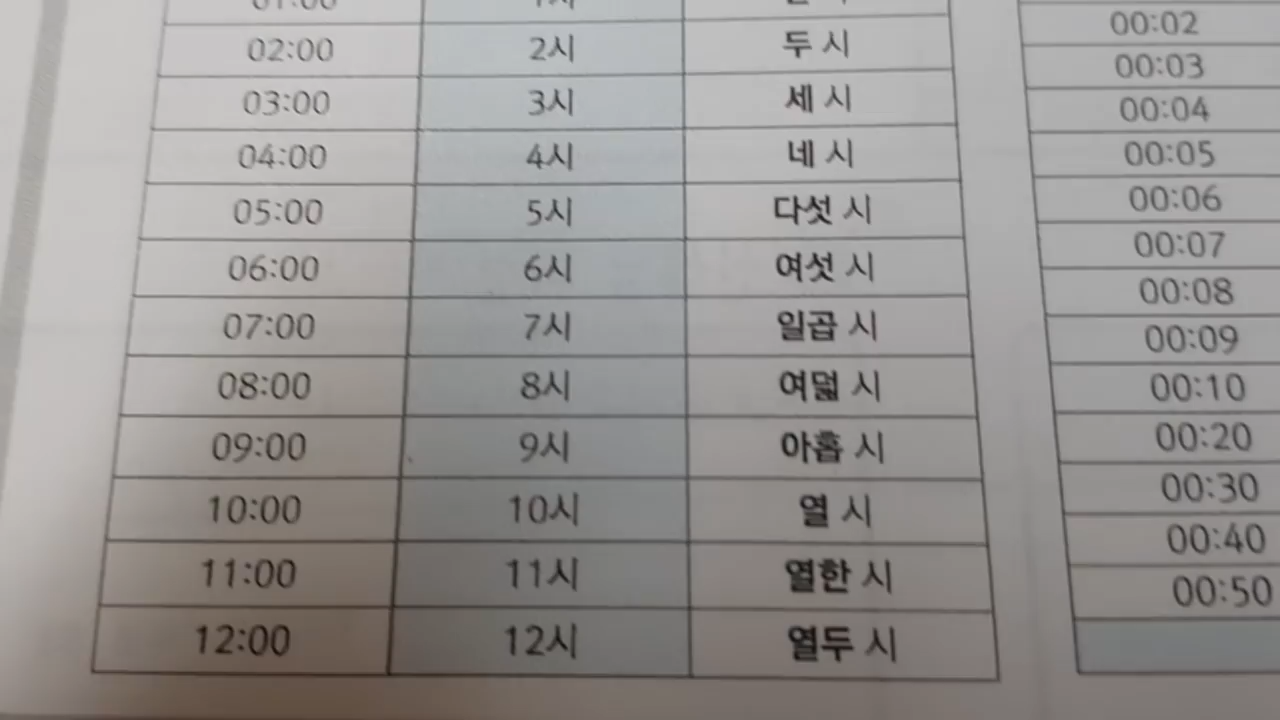 02:00 2시 두 시
03:00 3시 세 시
04:00 4시 네 시
05:00 5시 다섯 시
06:00 6시 여섯 시
07:00 7시 일곱 시
08:00 8시 여덟 시
09:00 9시 아홉 시
10:00 10시 열 시
11:00 11시 열한 시
12:00 12시 열두 시
00:02
00:03
00:04
00:05
00:06
00:07
00:08
00:09
00:10
00:20
00:30
00:40
00:50